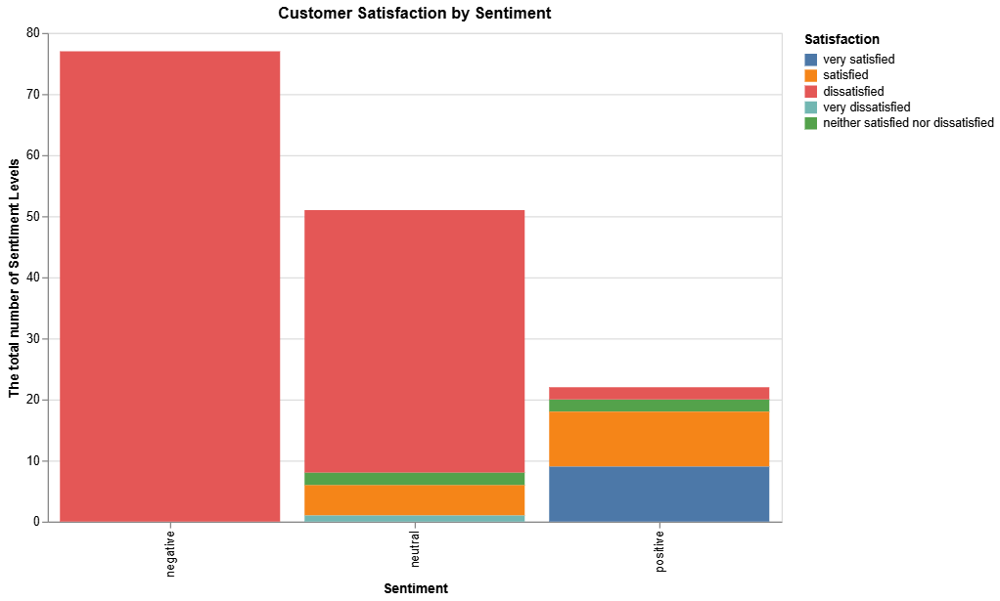 Customer Satisfaction by Sentiment
80
70
60
50
40
30
20
10
0
The total number of Sentiment Levels
negative
neutral
positive
Sentiment
Satisfaction
very satisfied
satisfied
dissatisfied
very dissatisfied
neither satisfied nor dissatisfied